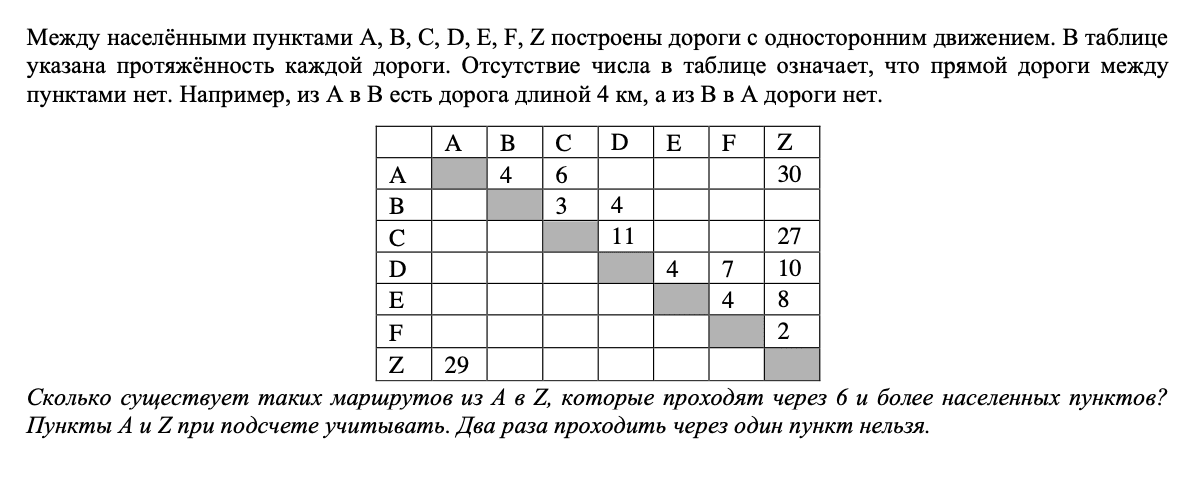 Между населёнными пунктами A, B, C, D, E, F, Z построены дороги с односторонним движением. В таблице
указана протяжённость каждой дороги. Отсутствие числа в таблице означает, что прямой дороги между
пунктами нет. Например, из A в B есть дорога длиной 4 км, а из B в A дороги нет.
A B C D E F Z
A 4 6 30
B 3 4
C 11 27
D 4 7 10
E 4 8
F 2
Z 29
Сколько существует таких маршрутов из A в Z, которые проходят через 6 и более населенных пунктов?
Пункты A и Z при подсчете учитывать. Два раза проходить через один пункт нельзя.